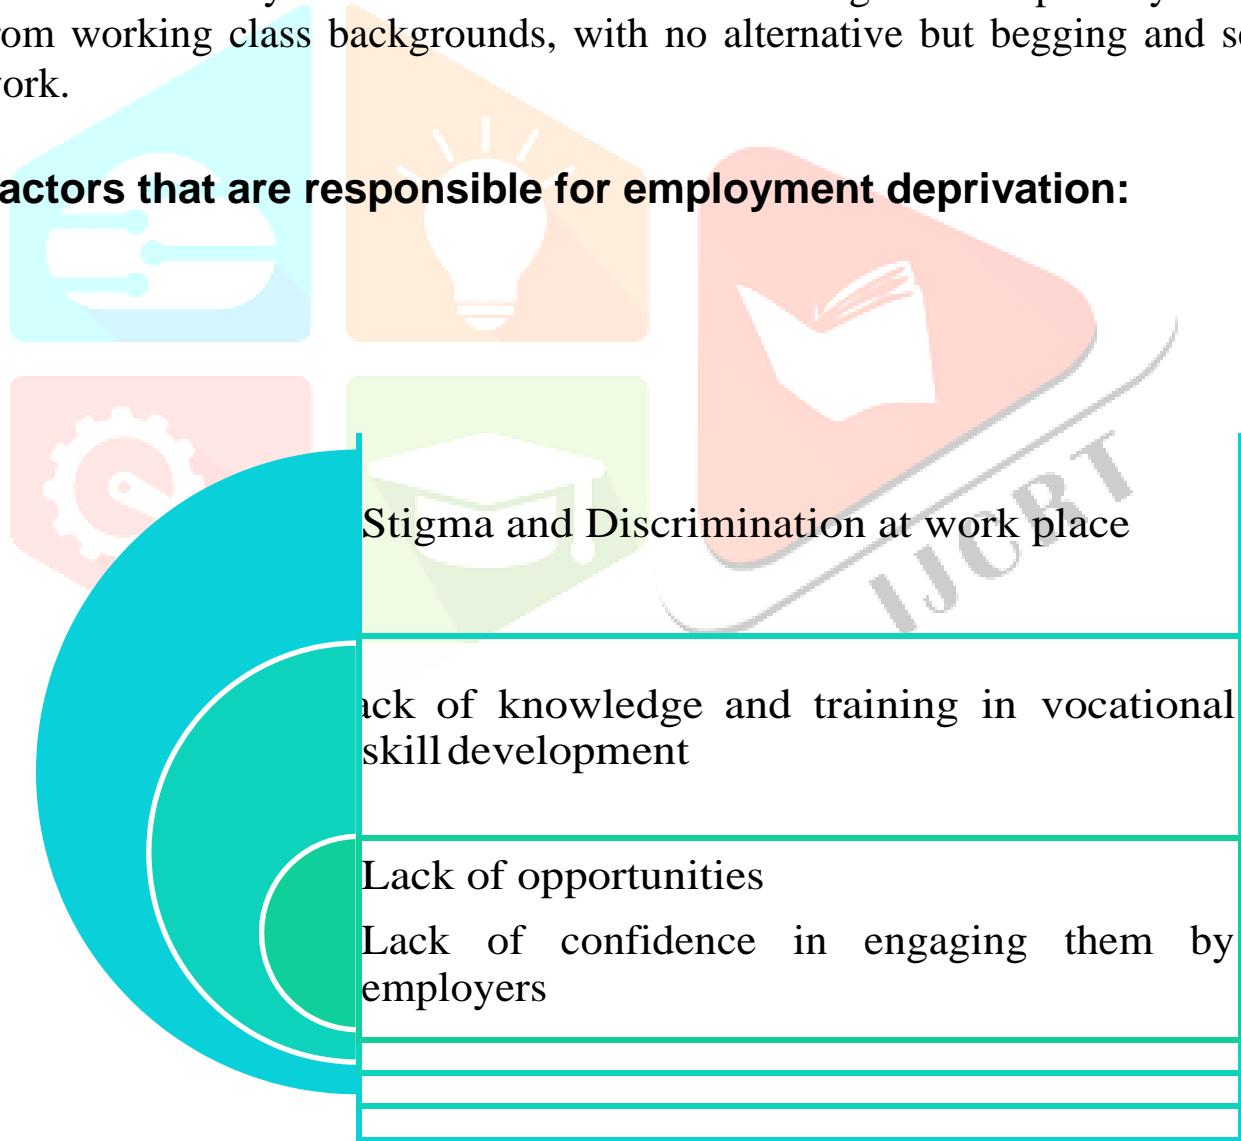 rom working class backgrounds, with no alternative but begging and
ork.
actors that are responsible for employment deprivation:
Stigma and Discrimination at work place
ack of knowledge and training in vocational
skill development
Lack of opportunities
Lack of confidence in engaging them by
employers
IJCRT